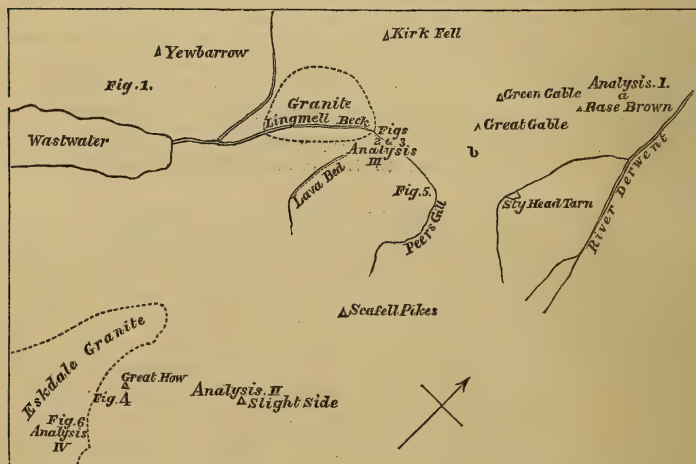 Kirk Fell
Yewbarrow
Fig. 1.
Green Gable
Analysis. I.
a
Base Brown
Granite
Lingmell Beck
Great Gable
Figs
2 & 3.
Analysis
III
b
Wastwater
Lava Bed
Fig. 5.
Peers Gill
Sty Head Tarn
River Derwent
Scafell Pikes
Eskdale Granite
Great How
Fig. 4
Analysis. II
Slight Side
Fig. 6
Analysis
IV